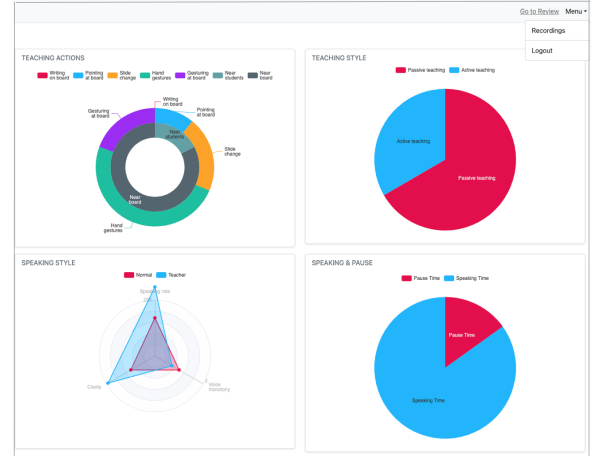 Go to Review Menu
Recordings
Logout
TEACHING ACTIONS
Writing on board
Pointing at board
Slide change
Hand gestures
Gesturing at board
Near students
Near board
Writing on board
Gesturing at board
Pointing at board
Near students
Slide change
Near board
Hand gestures
TEACHING STYLE
Passive teaching Active teaching
Active teaching
Passive teaching
SPEAKING STYLE
Normal Teacher
Speaking rate
Clarity
Voice monotony
SPEAKING & PAUSE
Pause Time Speaking Time
Pause Time
Speaking Time